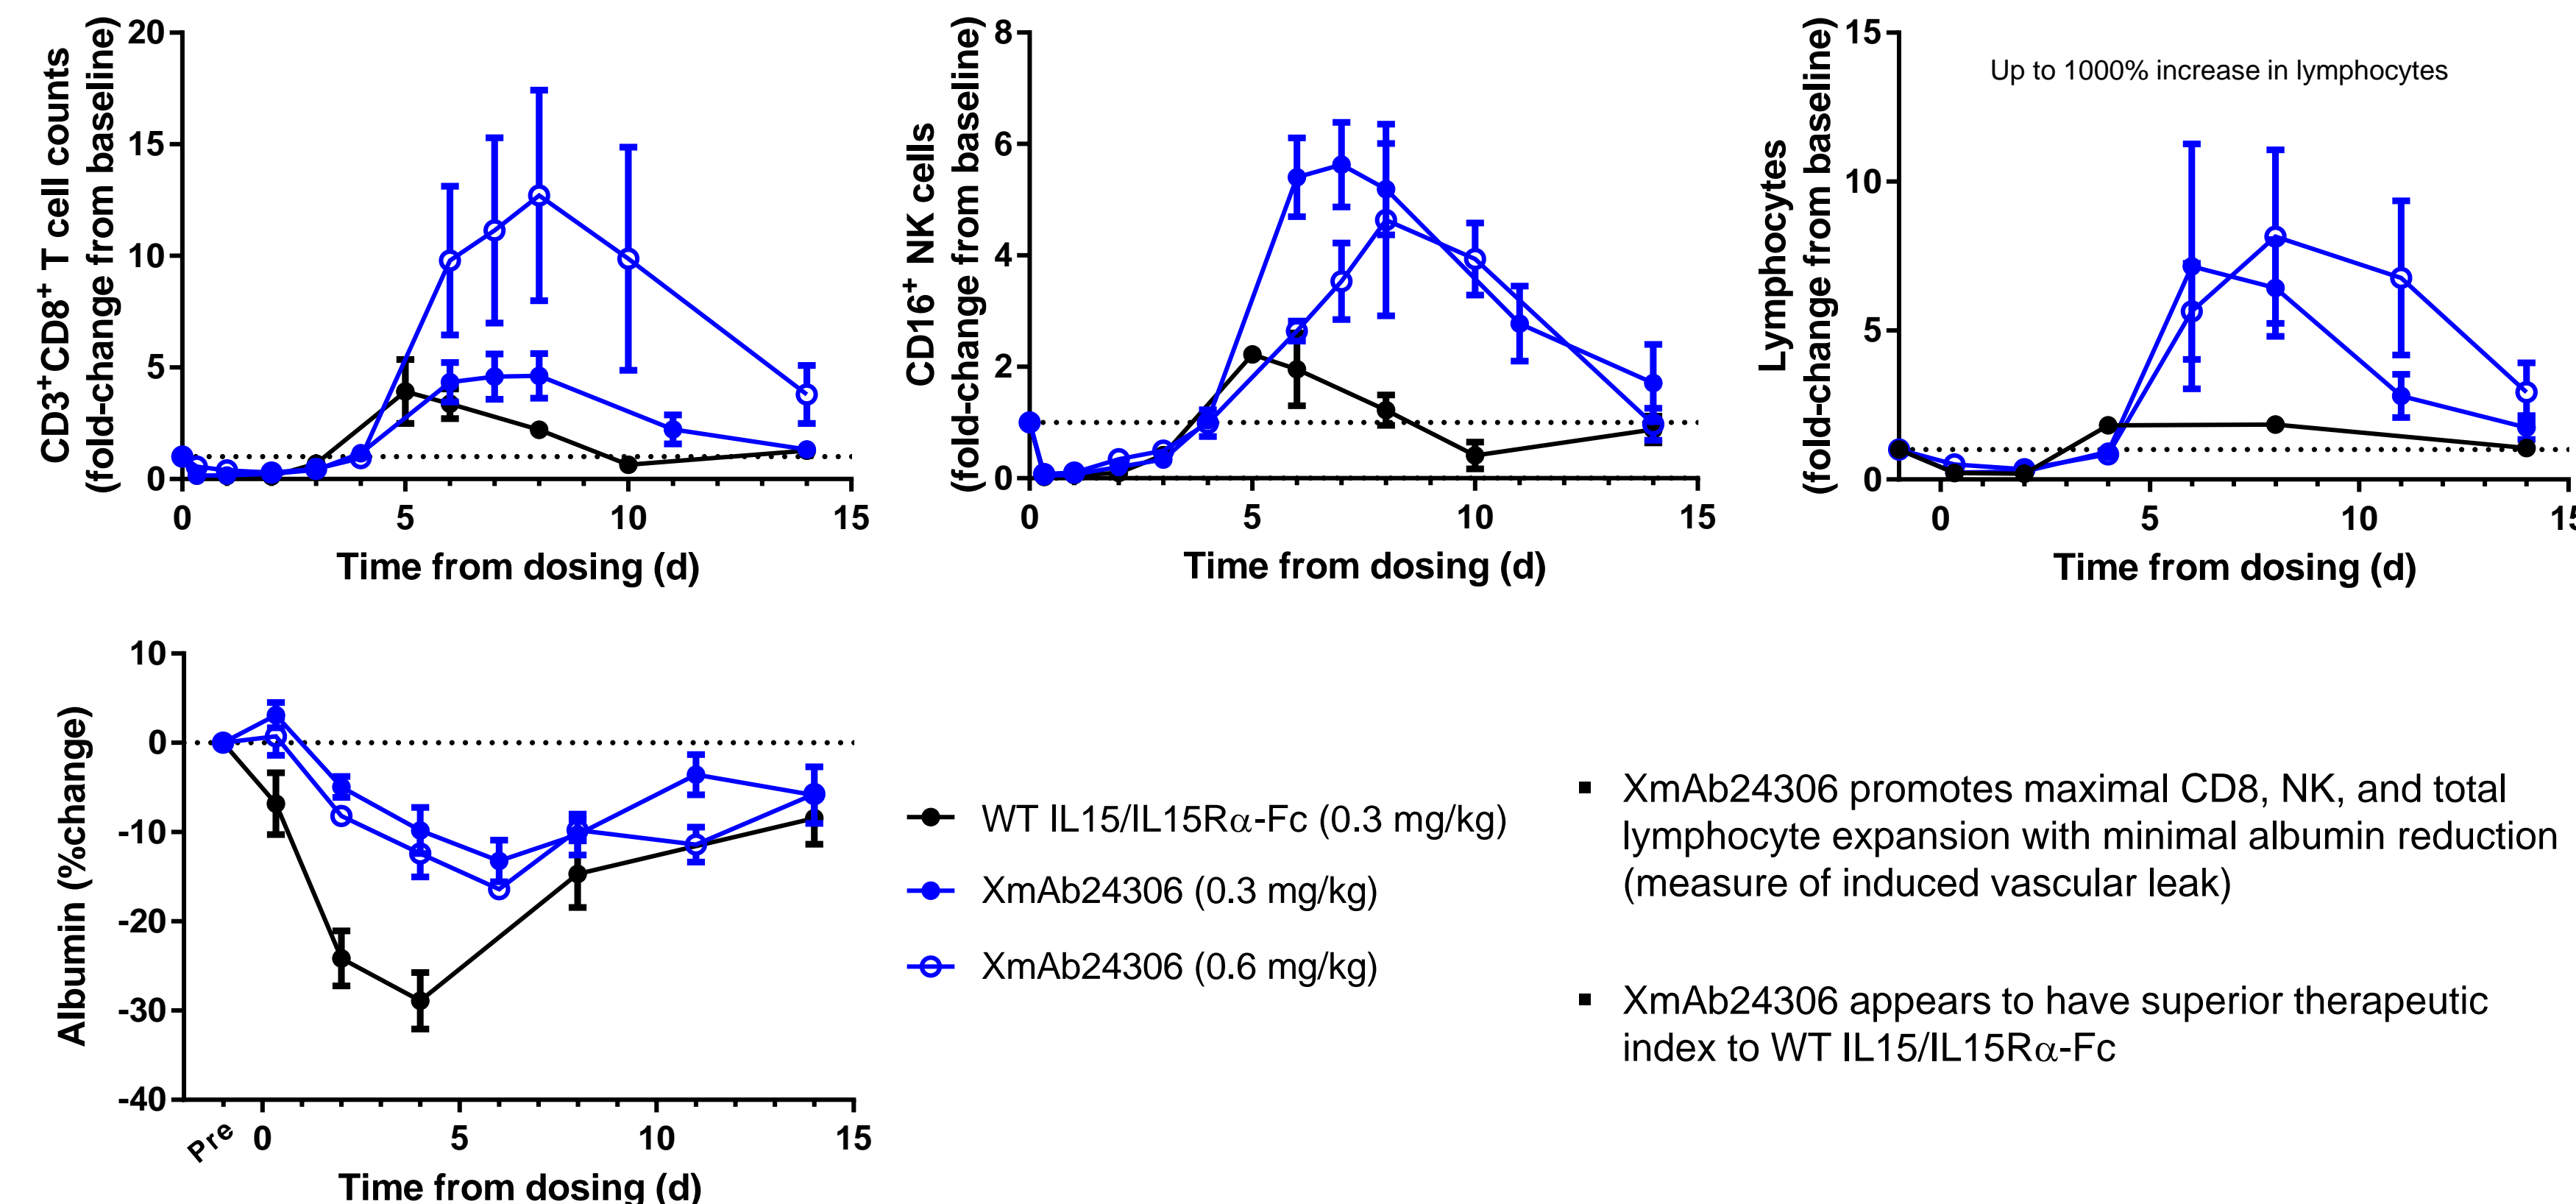 CD3+CD8+ T cell counts
(fold-change from baseline)
20
15
10
5
0
0 5 10 15
Time from dosing (d)
CD16+ NK cells
(fold-change from baseline)
8
6
4
2
0
0 5 10 15
Time from dosing (d)
Lymphocytes
(fold-change from baseline)
15
10
5
0
Up to 1000% increase in lymphocytes
0 5 10 15
Time from dosing (d)
Albumin (%change)
10
0
-10
-20
-30
-40
Pre 0 5 10 15
Time from dosing (d)
WT IL15/IL15Rα-Fc (0.3 mg/kg)
XmAb24306 (0.3 mg/kg)
XmAb24306 (0.6 mg/kg)
▪ XmAb24306 promotes maximal CD8, NK, and total
lymphocyte expansion with minimal albumin reduction
(measure of induced vascular leak)
▪ XmAb24306 appears to have superior therapeutic
index to WT IL15/IL15Rα-Fc